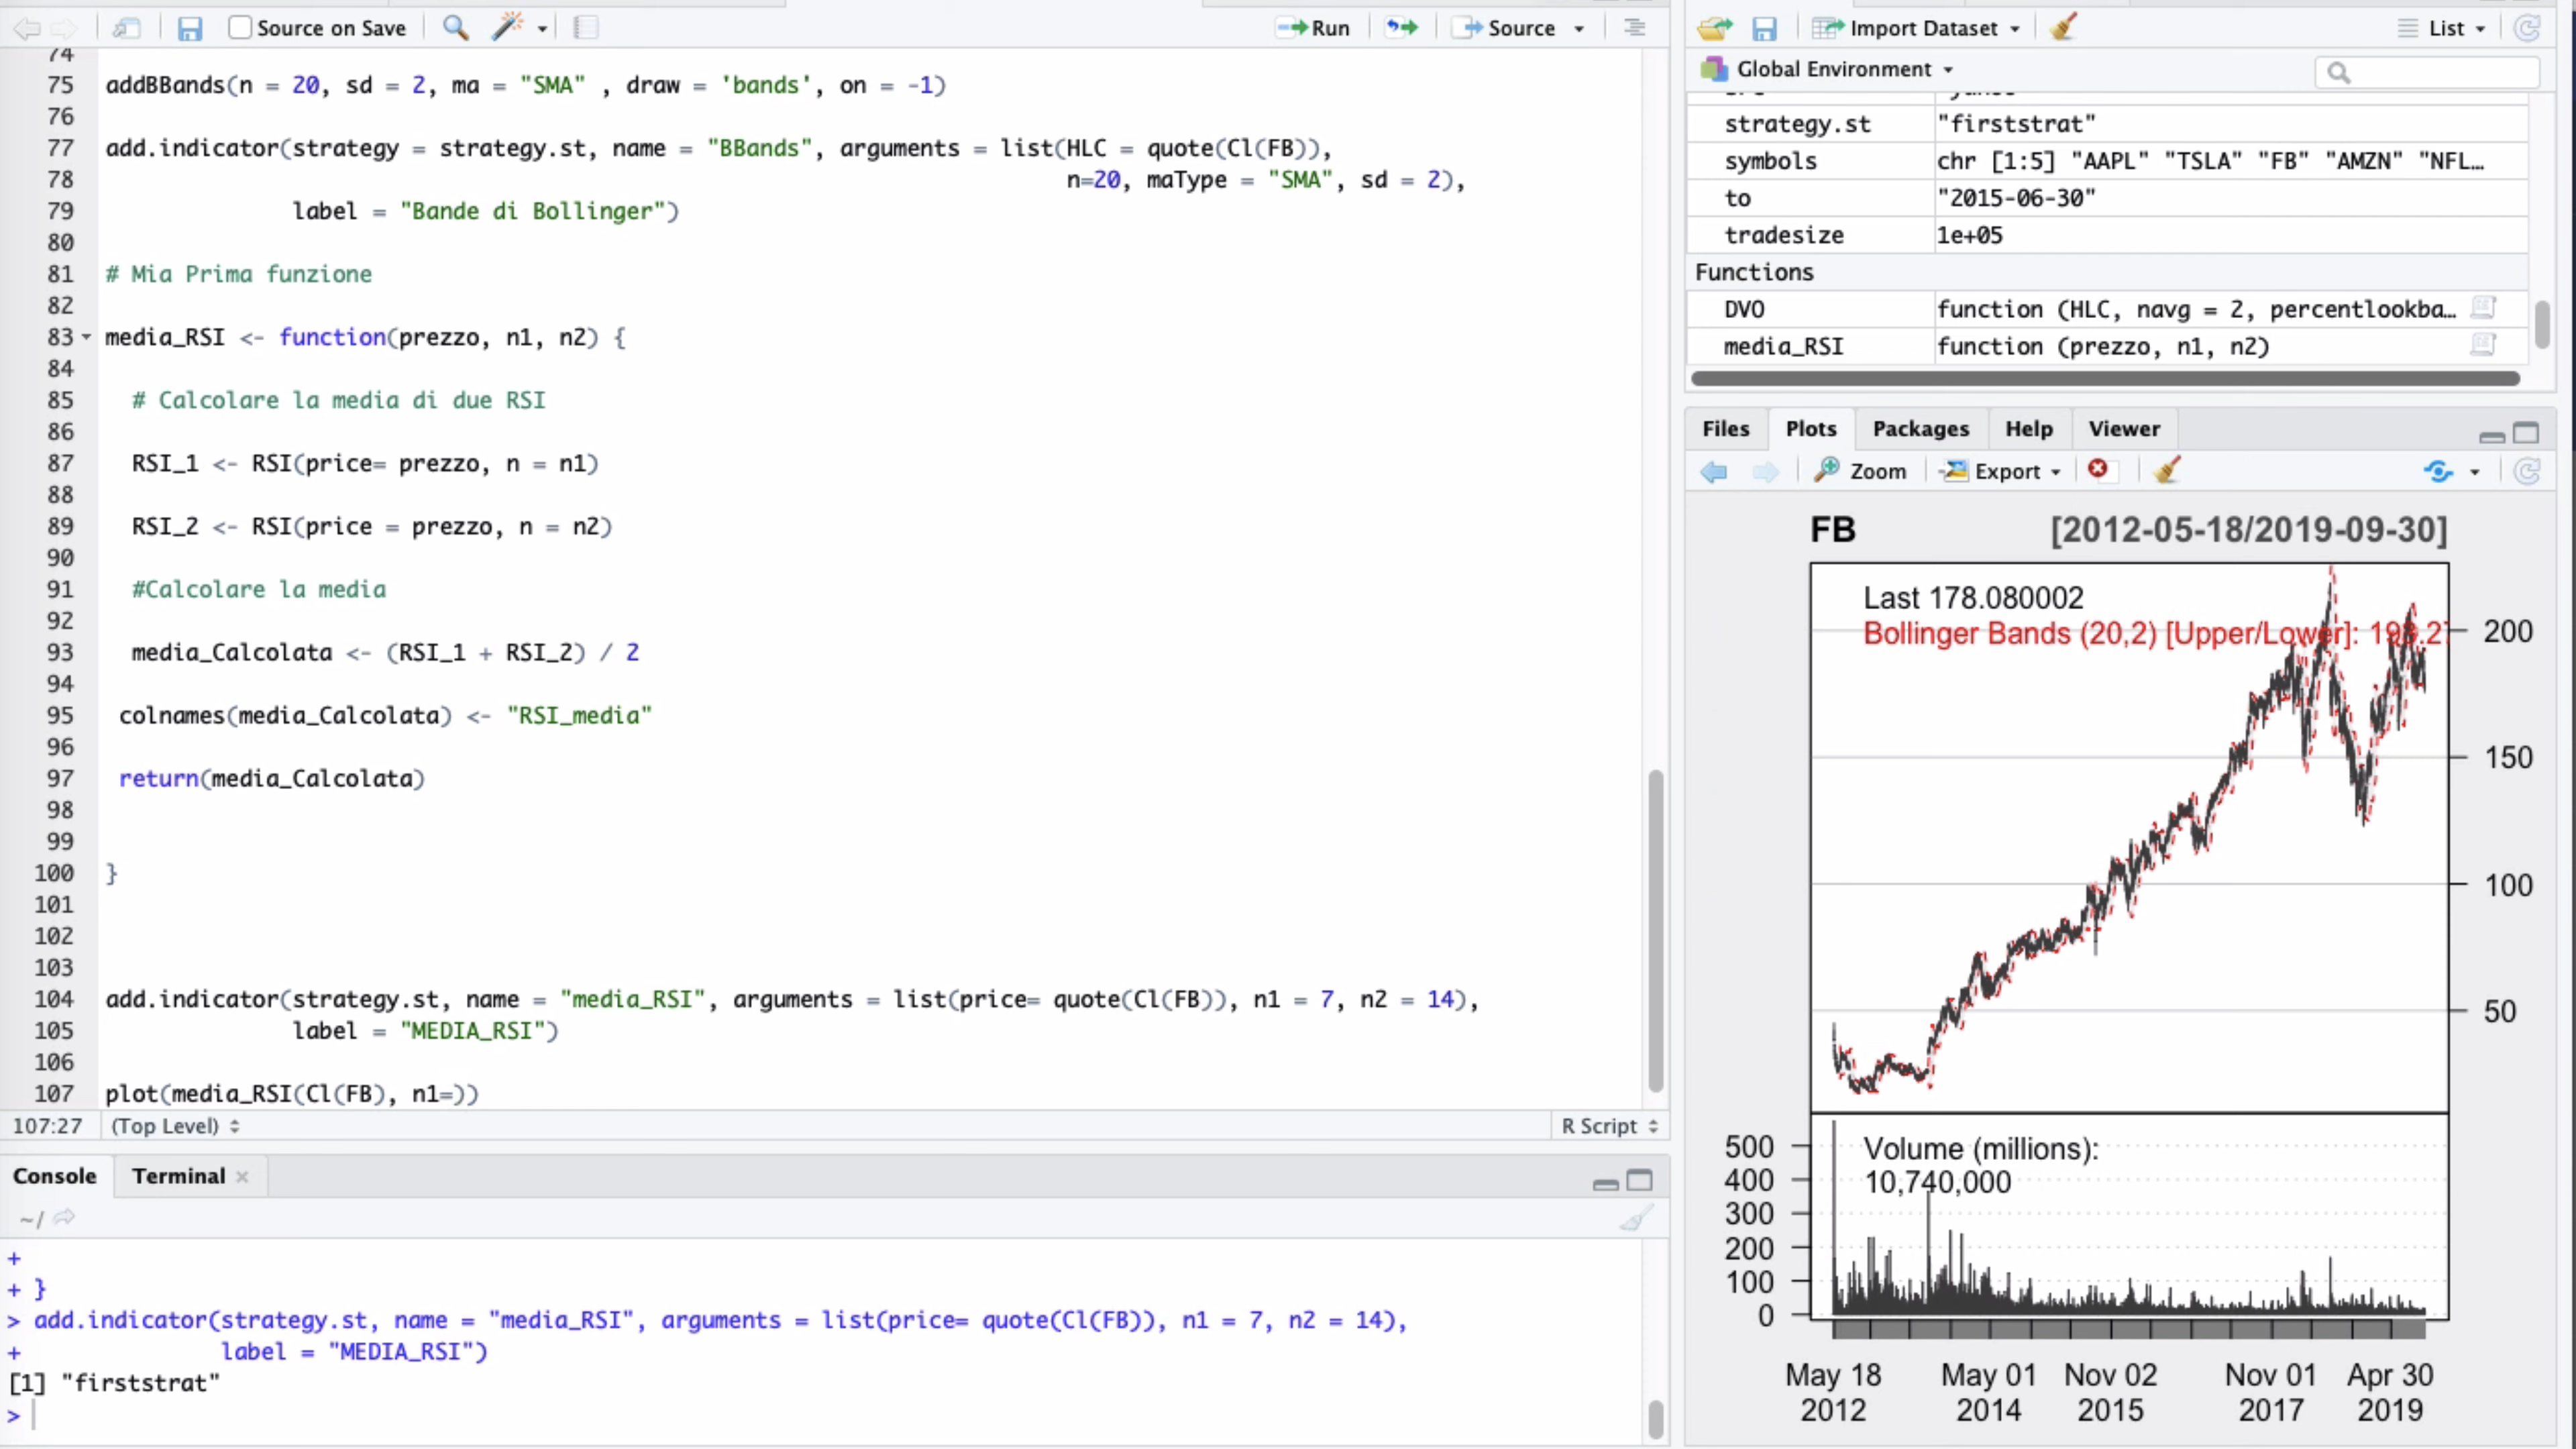 Source on Save
Run
Source
74
75 addBBands(n = 20, sd = 2, ma = "SMA" , draw = 'bands', on = -1)
76
77 add.indicator(strategy = strategy.st, name = "BBands", arguments = list(HLC = quote(Cl(FB)),
78 n=20, maType = "SMA", sd = 2),
79 label = "Bande di Bollinger")
80
81 # Mia Prima funzione
82
83 media_RSI <- function(prezzo, n1, n2) {
84
85 # Calcolare la media di due RSI
86
87 RSI_1 <- RSI(price= prezzo, n = n1)
88
89 RSI_2 <- RSI(price = prezzo, n = n2)
90
91 #Calcolare la media
92
93 media_Calcolata <- (RSI_1 + RSI_2) / 2
94
95 colnames(media_Calcolata) <- "RSI_media"
96
97 return(media_Calcolata)
98
99
100 }
101
102
103
104 add.indicator(strategy.st, name = "media_RSI", arguments = list(price= quote(Cl(FB)), n1 = 7, n2 = 14),
105 label = "MEDIA_RSI")
106
107 plot(media_RSI(Cl(FB), n1=))
107:27 (Top Level) R Script
Console Terminal
~/
+
+ }
> add.indicator(strategy.st, name = "media_RSI", arguments = list(price= quote(Cl(FB)), n1 = 7, n2 = 14),
+ label = "MEDIA_RSI")
[1] "firststrat"
>
Import Dataset List
Global Environment
strategy.st "firststrat"
symbols chr [1:5] "AAPL" "TSLA" "FB" "AMZN" "NFL…
to "2015-06-30"
tradesize 1e+05
Functions
DVO function (HLC, navg = 2, percentlookba…
media_RSI function (prezzo, n1, n2)
Files Plots Packages Help Viewer
Zoom Export
FB [2012-05-18/2019-09-30]
Last 178.080002
Bollinger Bands (20,2) [Upper/Lower]: 199.27
200
150
100
50
Volume (millions):
10,740,000
500
400
300
200
100
0
May 18 May 01 Nov 02 Nov 01 Apr 30
2012 2014 2015 2017 2019